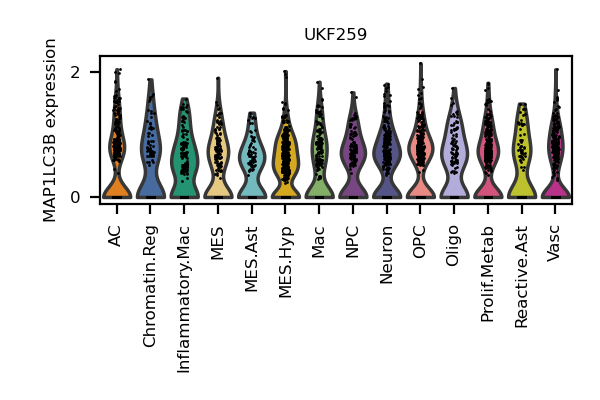 UKF259
MAP1LC3B expression
2
0
AC
Chromatin.Reg
Inflammatory.Mac
MES
MES.Ast
MES.Hyp
Mac
NPC
Neuron
OPC
Oligo
Prolif.Metab
Reactive.Ast
Vasc